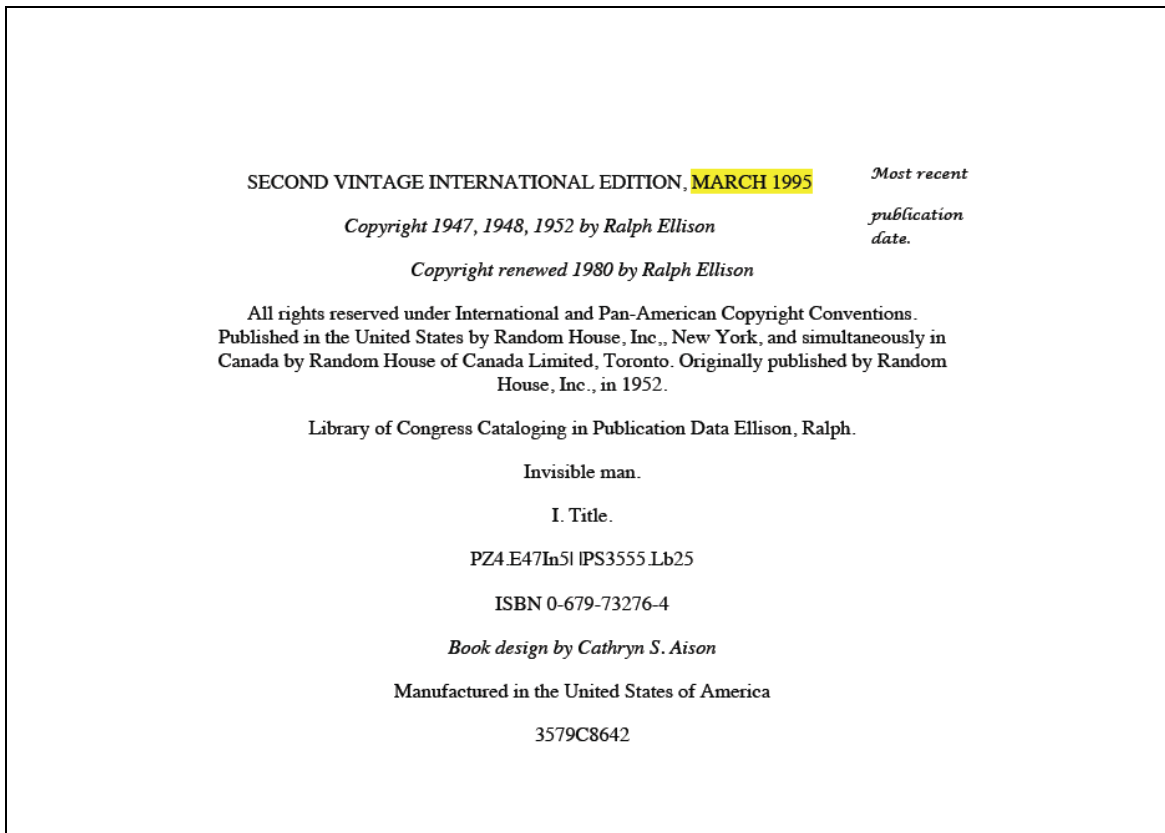 SECOND VINTAGE INTERNATIONAL EDITION, MARCH 1995
Most recent
publication
date.
Copyright 1947, 1948, 1952 by Ralph Ellison
Copyright renewed 1980 by Ralph Ellison
All rights reserved under International and Pan-American Copyright Conventions.
Published in the United States by Random House, Inc,, New York, and simultaneously in
Canada by Random House of Canada Limited, Toronto. Originally published by Random
House, Inc., in 1952.
Library of Congress Cataloging in Publication Data Ellison, Ralph.
Invisible man.
I. Title.
PZ4.E47In5| |PS3555.Lb25
ISBN 0-679-73276-4
Book design by Cathryn S. Aison
Manufactured in the United States of America
3579C8642